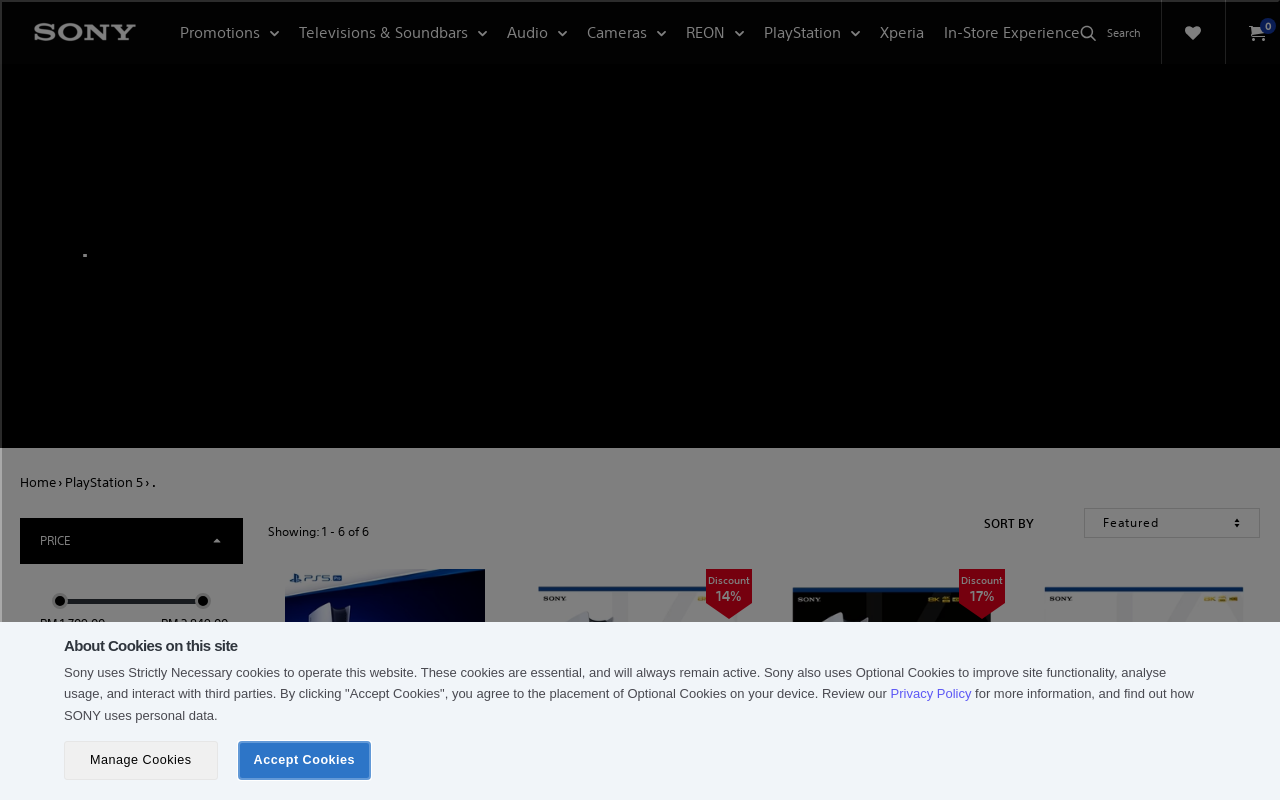 SONY Promotions Televisions & Soundbars Audio Cameras REON PlayStation Xperia In-Store Experience Search 0
.
Home › PlayStation 5 › .
PRICE
Showing: 1 - 6 of 6
SORT BY Featured
PS5 Pro
Discount
14%
Discount
17%
SONY
SONY
SONY
About Cookies on this site
Sony uses Strictly Necessary cookies to operate this website. These cookies are essential, and will always remain active. Sony also uses Optional Cookies to improve site functionality, analyse
usage, and interact with third parties. By clicking "Accept Cookies", you agree to the placement of Optional Cookies on your device. Review our Privacy Policy for more information, and find out how
SONY uses personal data.
Manage Cookies Accept Cookies